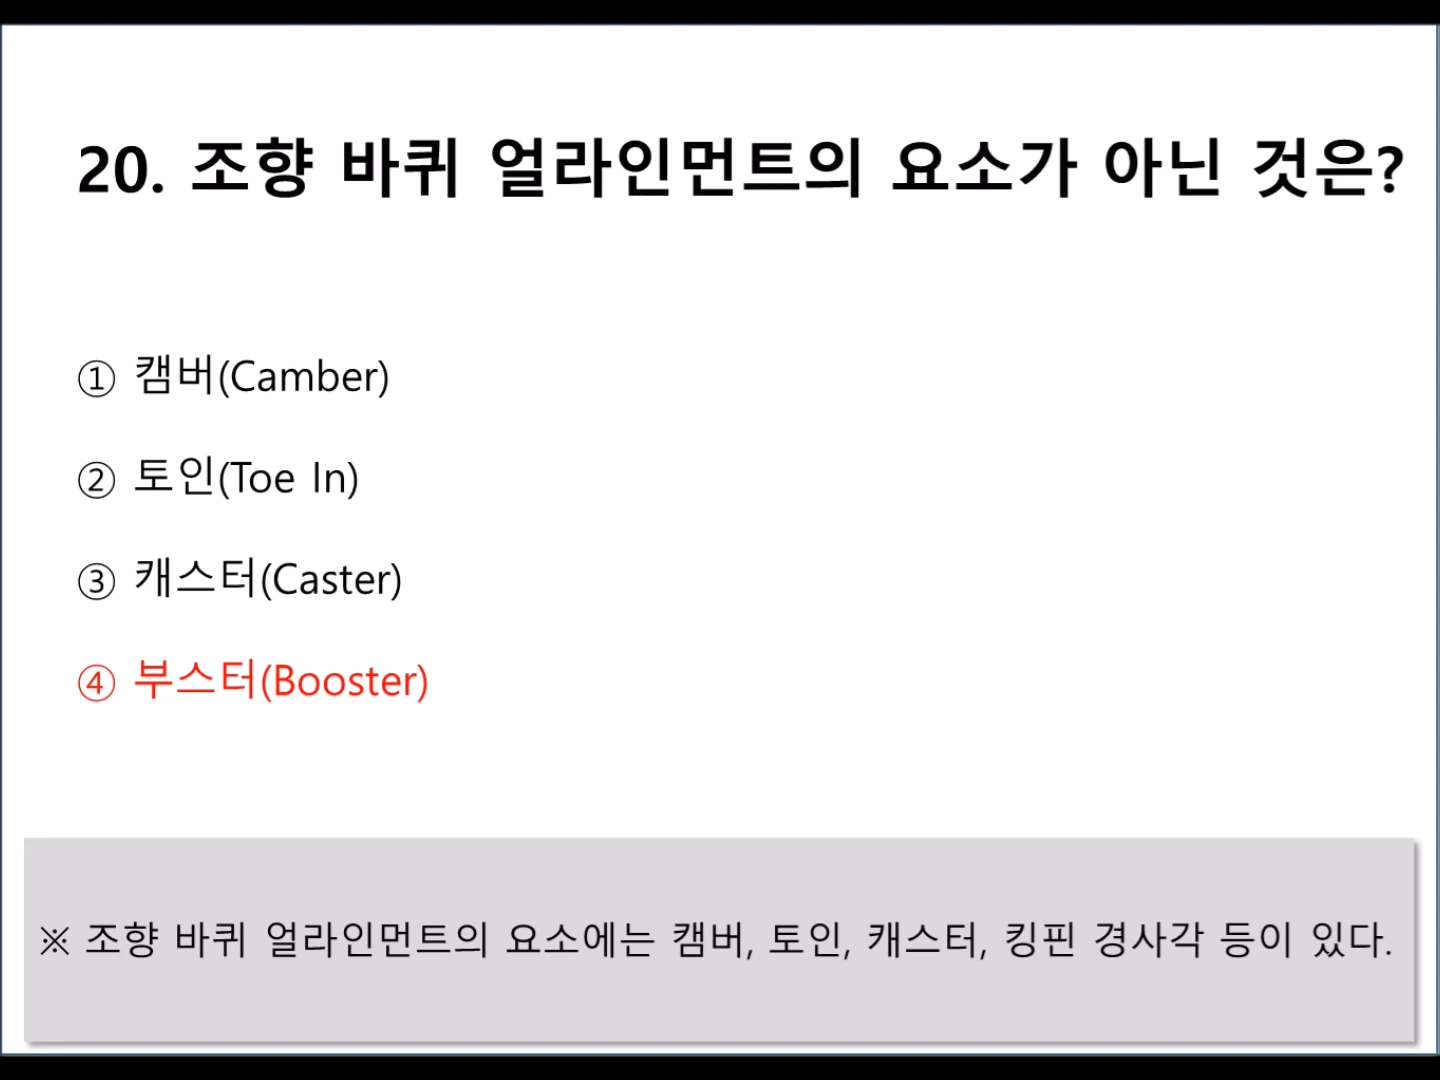 20. 조향 바퀴 얼라인먼트의 요소가 아닌 것은?
① 캠버(Camber)
② 토인(Toe In)
③ 캐스터(Caster)
④ 부스터(Booster)
※ 조향 바퀴 얼라인먼트의 요소에는 캠버, 토인, 캐스터, 킹핀 경사각 등이 있다.